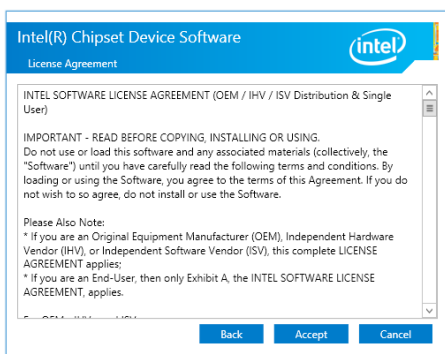 Intel(R) Chipset Device Software
License Agreement
intel
INTEL SOFTWARE LICENSE AGREEMENT (OEM / IHV / ISV Distribution & Single
User)
IMPORTANT - READ BEFORE COPYING, INSTALLING OR USING.
Do not use or load this software and any associated materials (collectively, the
"Software") until you have carefully read the following terms and conditions. By
loading or using the Software, you agree to the terms of this Agreement. If you do
not wish to so agree, do not install or use the Software.
Please Also Note:
* If you are an Original Equipment Manufacturer (OEM), Independent Hardware
Vendor (IHV), or Independent Software Vendor (ISV), this complete LICENSE
AGREEMENT applies;
* If you are an End-User, then only Exhibit A, the INTEL SOFTWARE LICENSE
AGREEMENT, applies.
Back Accept Cancel